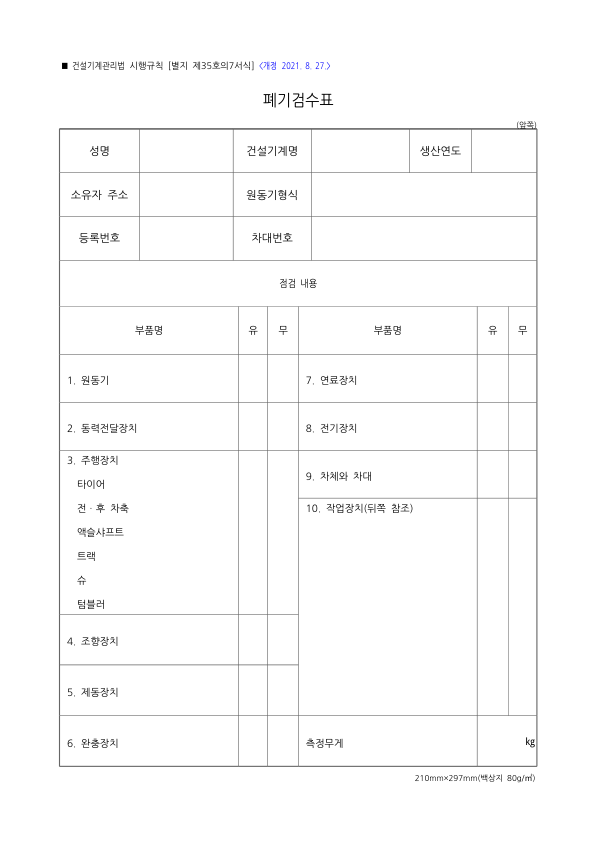 ■ 건설기계관리법 시행규칙 [별지 제35호의7서식] <개정 2021. 8. 27.>
폐기검수표
(앞쪽)
성명 건설기계명 생산연도
소유자 주소 원동기형식
등록번호 차대번호
점검 내용
부품명 유 무 부품명 유 무
1. 원동기 7. 연료장치
2. 동력전달장치 8. 전기장치
3. 주행장치
타이어
전ㆍ후 차축
액슬샤프트
트랙
슈
텀블러
9. 차체와 차대
10. 작업장치(뒤쪽 참조)
4. 조향장치
5. 제동장치
6. 완충장치 측정무게 kg
210mm×297mm(백상지 80g/㎡)